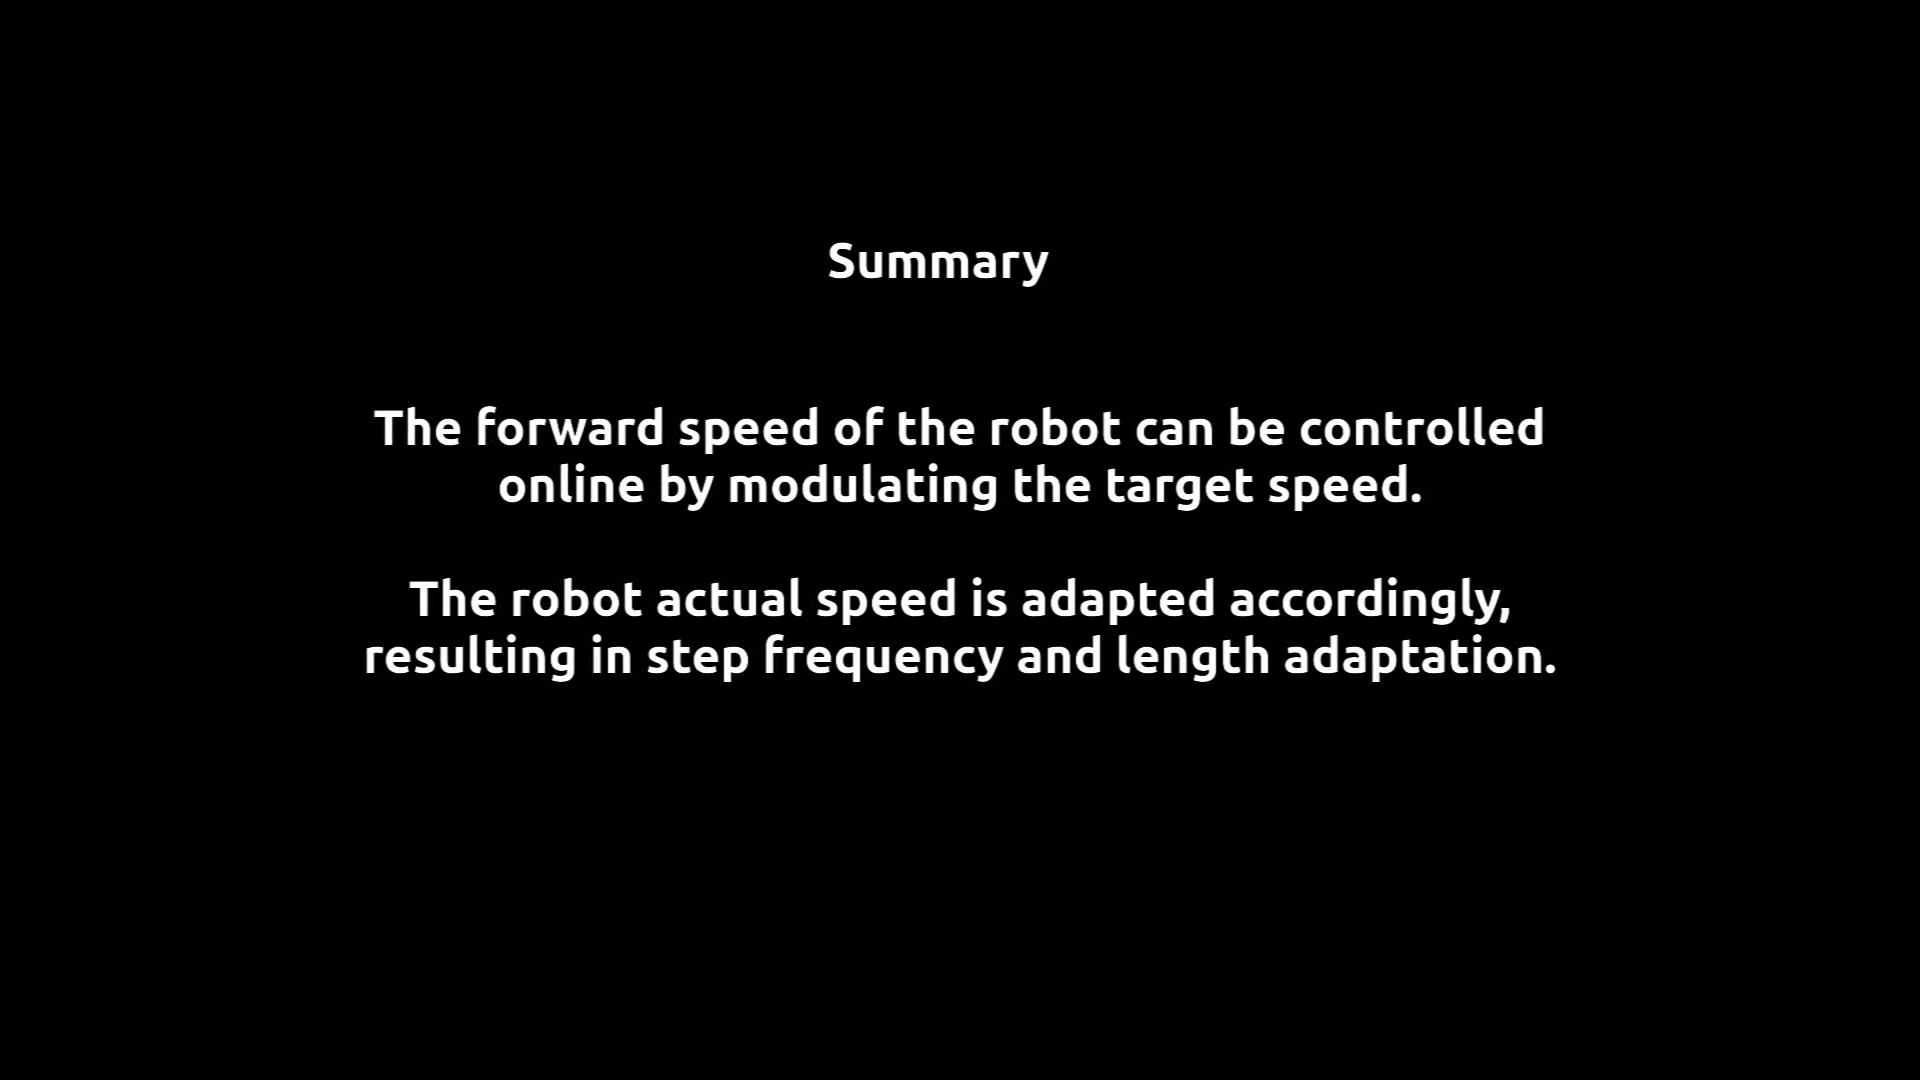 Summary
The forward speed of the robot can be controlled
online by modulating the target speed.
The robot actual speed is adapted accordingly,
resulting in step frequency and length adaptation.